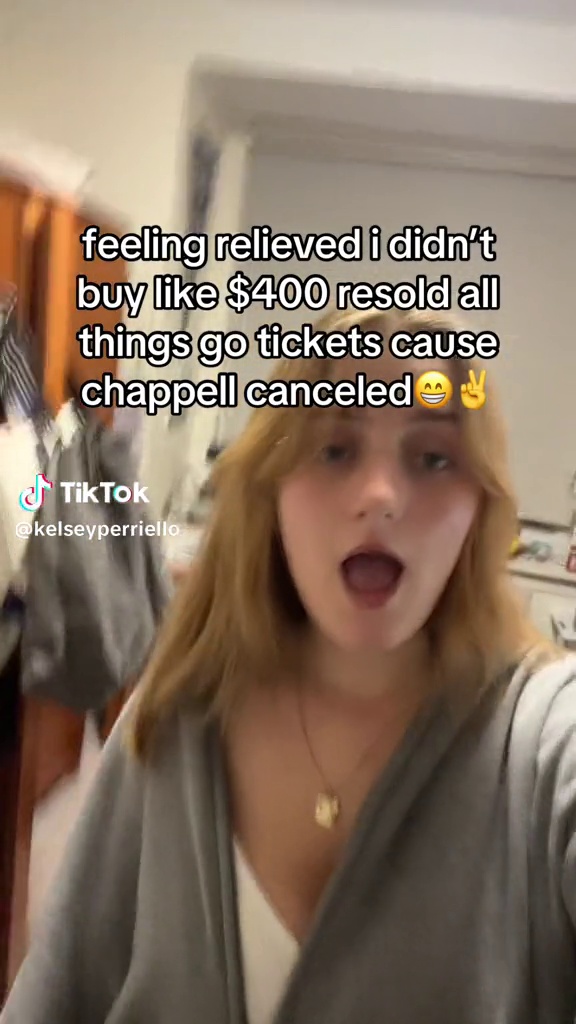 feeling relieved i didn't
buy like $400 resold all
things go tickets cause
chappell canceled😁✌️
TikTok
@kelseyperriello